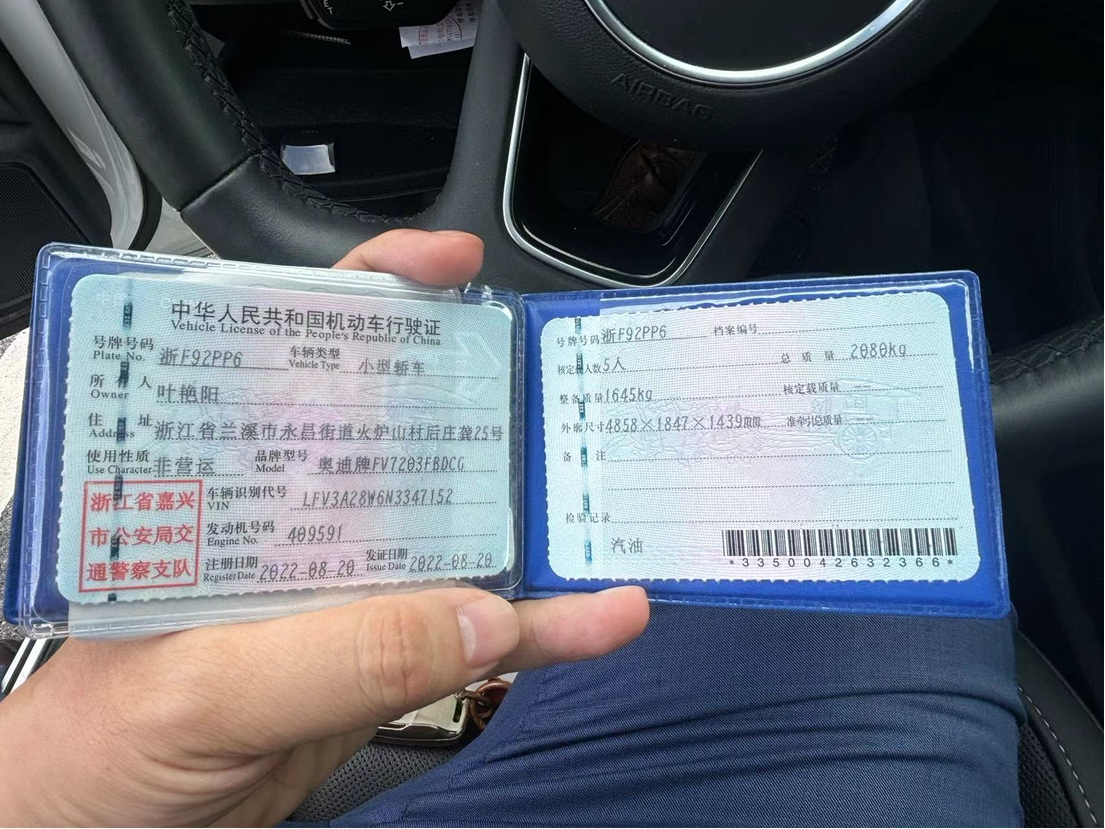 AIRBAG
中华人民共和国机动车行驶证
Vehicle License of the People's Republic of China
号牌号码 浙F92PP6 车辆类型 小型轿车
Plate No. Vehicle Type
所有人 叶艳阳
Owner
住址 浙江省兰溪市永昌街道火炉山村后庄龚25号
Address
使用性质 非营运 品牌型号 奥迪牌FV7203FBDCG
Use Character Model
浙江省嘉兴
市公安局交
通警察支队
车辆识别代号 LFV3A28W6N3347152
VIN
发动机号码 409591
Engine No.
注册日期 2022-08-20 发证日期 2022-08-20
Register Date Issue Date
号牌号码 浙F92PP6 档案编号
核定载人数 5人 总质量 2080kg
整备质量 1645kg 核定载质量
外廓尺寸 4858×1847×1439mm 准牵引总质量
备注
检验记录
汽油
*3350042632366*